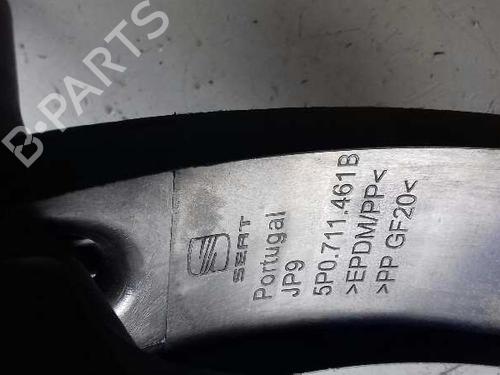 B-PARTS
SEAT
Portugal
JP9
5P0.711.461B
>EPDM/PP<
>PP GF20<